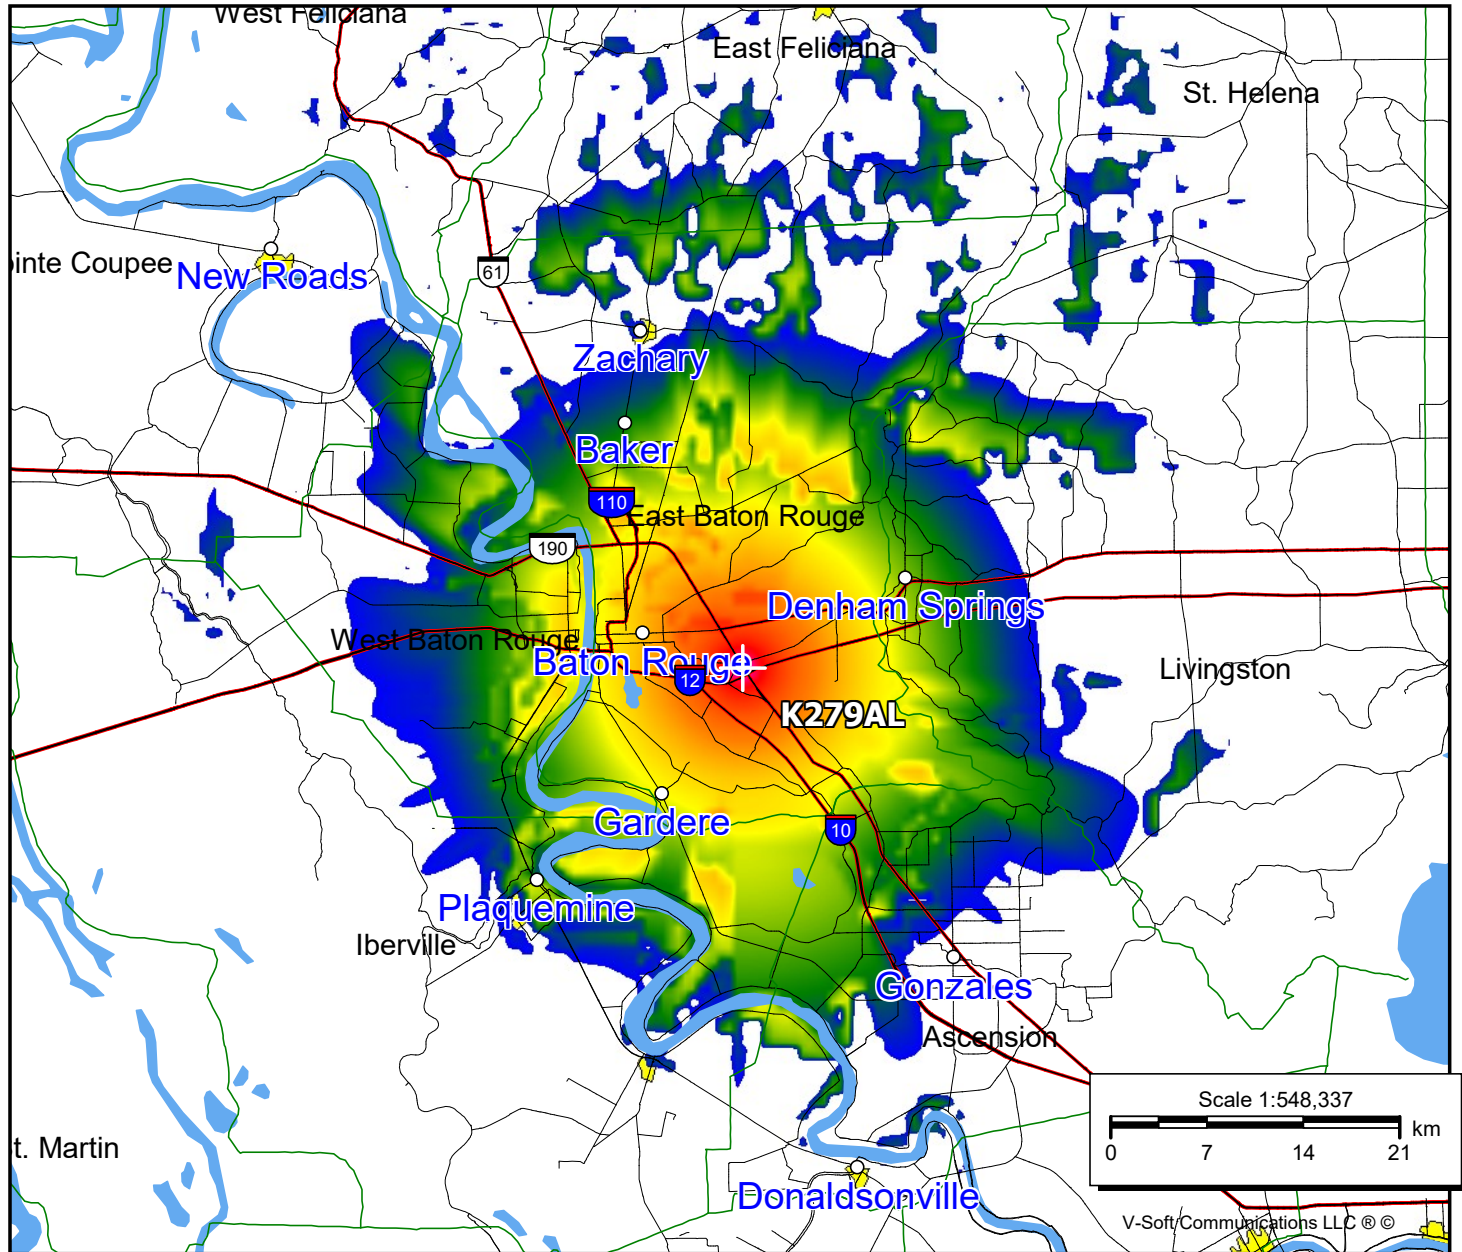 West Feliciana
East Feliciana
St. Helena
ointe Coupee
New Roads
61
Zachary
Baker
110
East Baton Rouge
190
Denham Springs
West Baton Rouge
Baton Rouge
12
Livingston
K279AL
Gardere
10
Plaquemine
Iberville
Gonzales
Ascension
Scale 1:548,337
km
0 7 14 21
t. Martin
Donaldsonville
V-Soft Communications LLC ® ©